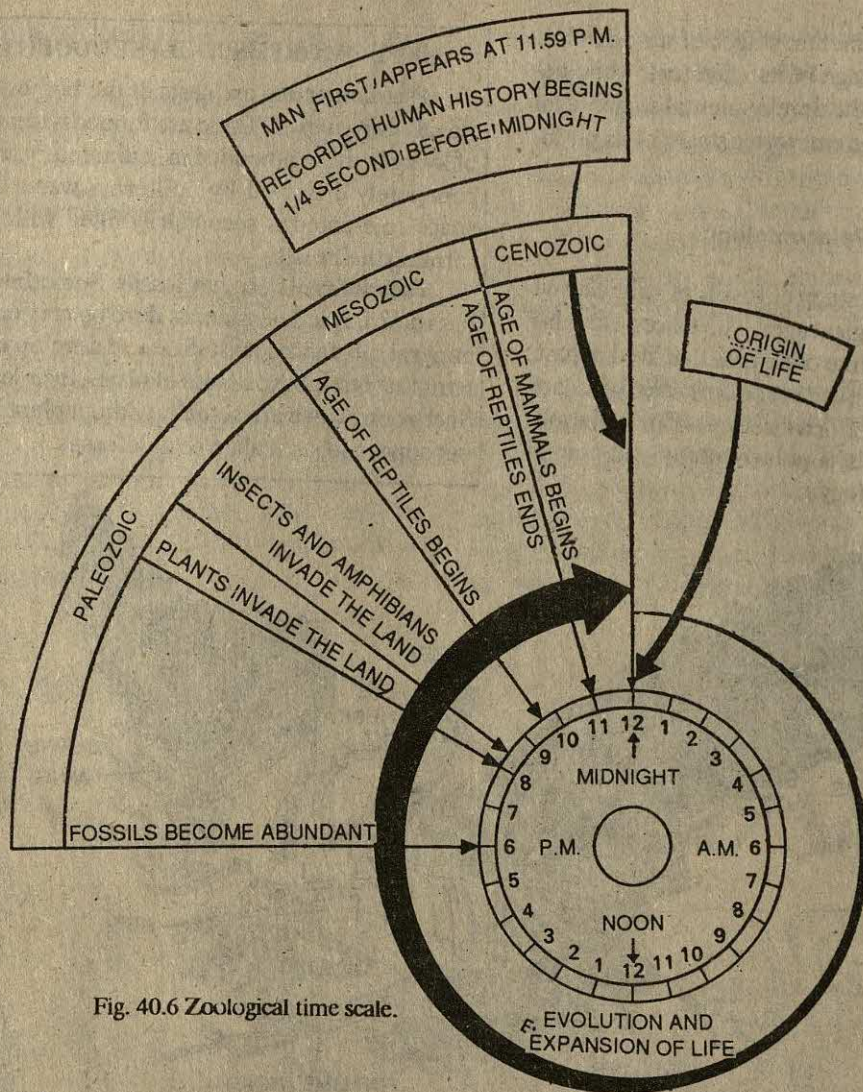 MAN FIRST APPEARS AT 11.59 P.M.
RECORDED HUMAN HISTORY BEGINS
1/4 SECOND BEFORE MIDNIGHT
CENOZOIC
MESOZOIC
PALEOZOIC
ORIGIN
OF LIFE
AGE OF MAMMALS BEGINS
AGE OF REPTILES ENDS
AGE OF REPTILES BEGINS
INSECTS AND AMPHIBIANS
INVADE THE LAND
PLANTS INVADE THE LAND
FOSSILS BECOME ABUNDANT
12
1
2
3
4
5
6
7
8
9
10
11
12
1
2
3
4
5
6
7
8
9
10
11
MIDNIGHT
P.M.
A.M.
NOON
EVOLUTION AND
EXPANSION OF LIFE
Fig. 40.6 Zoological time scale.